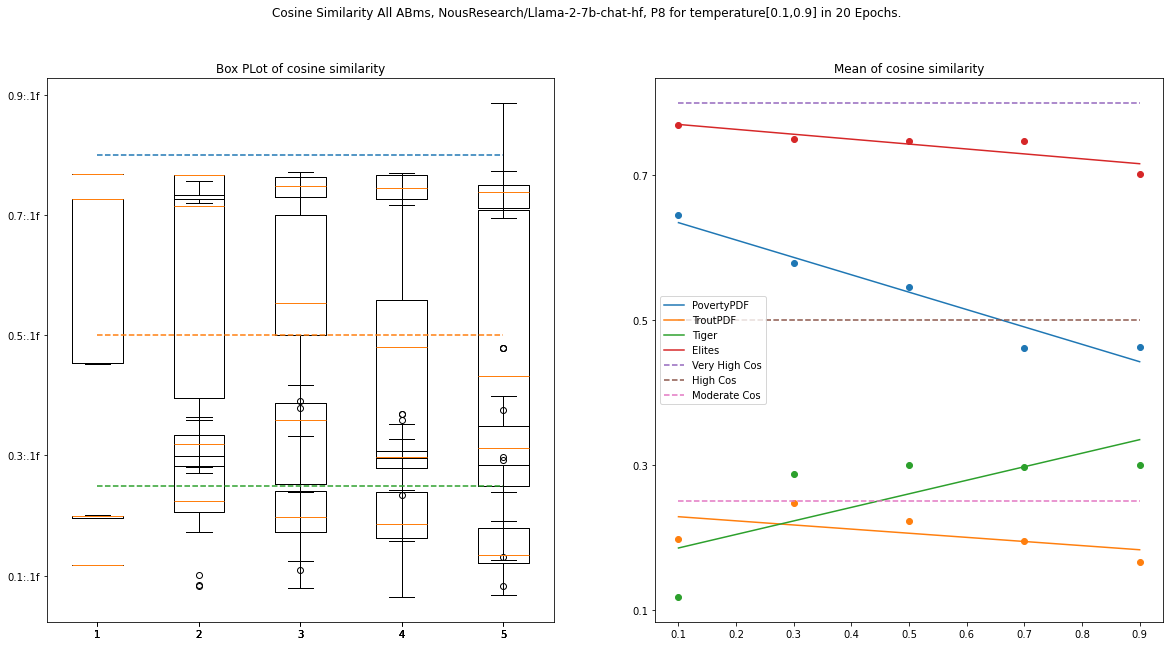 Cosine Similarity All ABms, NousResearch/Llama-2-7b-chat-hf, P8 for temperature[0.1,0.9] in 20 Epochs.
Box PLot of cosine similarity
0.9:.1f
0.7:.1f
0.5:.1f
0.3:.1f
0.1:.1f
1 2 3 4 5
Mean of cosine similarity
0.7
0.5
0.3
0.1
PovertyPDF
TroutPDF
Tiger
Elites
Very High Cos
High Cos
Moderate Cos
0.1 0.2 0.3 0.4 0.5 0.6 0.7 0.8 0.9